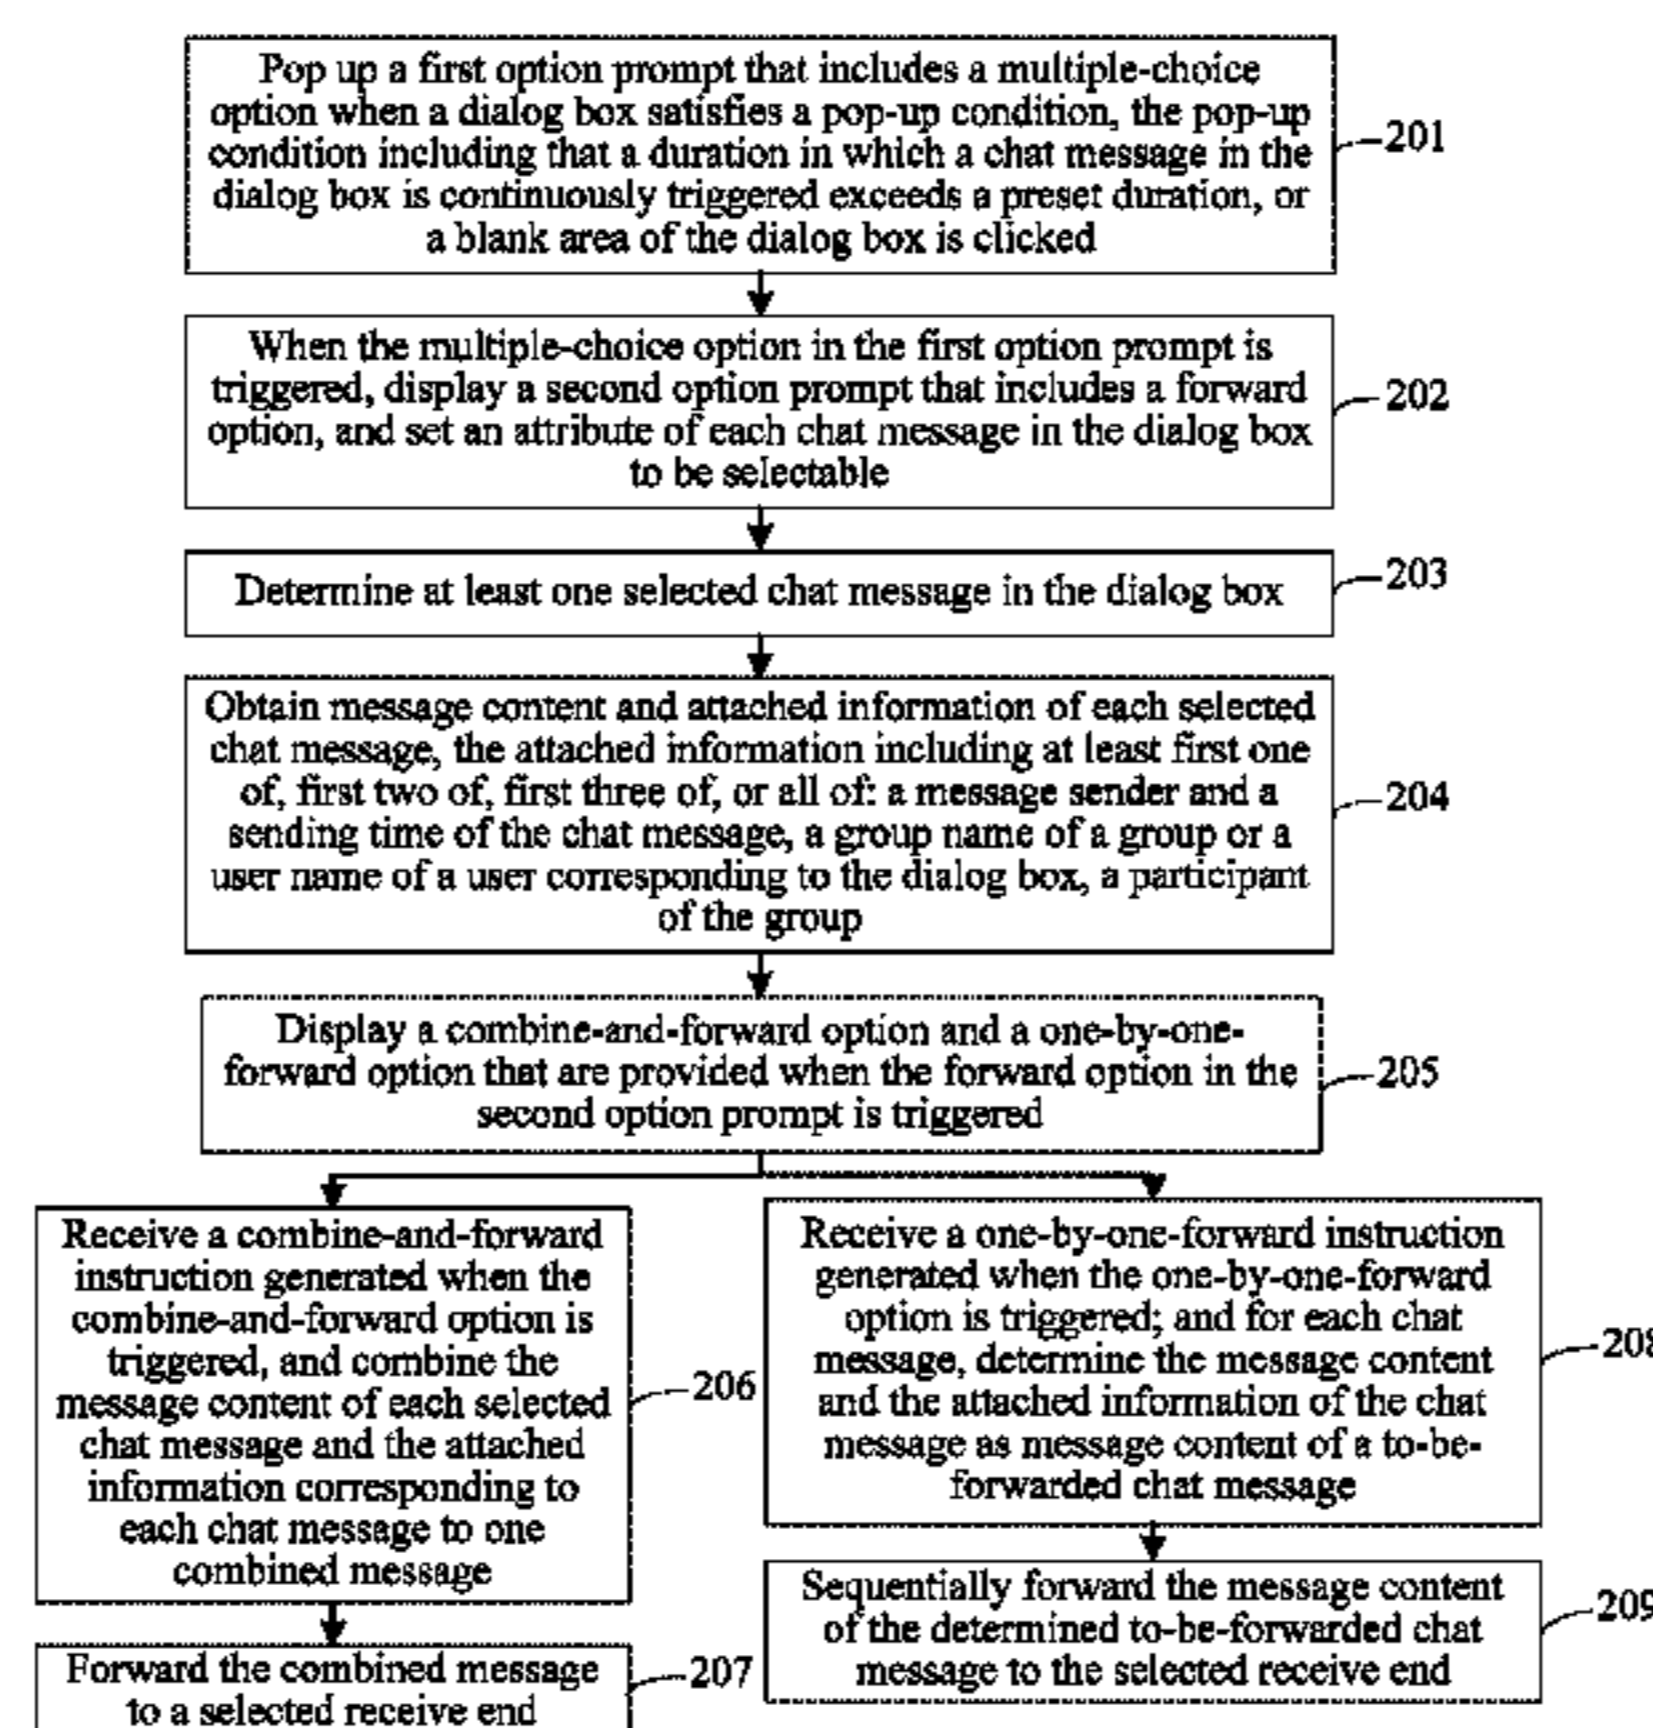 Pop up a first option prompt that includes a multiple-choice
option when a dialog box satisfies a pop-up condition, the pop-up
condition including that a duration in which a chat message in the
dialog box is continuously triggered exceeds a preset duration, or
a blank area of the dialog box is clicked
201
When the multiple-choice option in the first option prompt is
triggered, display a second option prompt that includes a forward
option, and set an attribute of each chat message in the dialog box
to be selectable
202
Determine at least one selected chat message in the dialog box
203
Obtain message content and attached information of each selected
chat message, the attached information including at least first one
of, first two of, first three of, or all of: a message sender and a
sending time of the chat message, a group name of a group or a
user name of a user corresponding to the dialog box, a participant
of the group
204
Display a combine-and-forward option and a one-by-one-
forward option that are provided when the forward option in the
second option prompt is triggered
205
Receive a combine-and-forward
instruction generated when the
combine-and-forward option is
triggered, and combine the
message content of each selected
chat message and the attached
information corresponding to
each chat message to one
combined message
206
Forward the combined message
to a selected receive end
207
Receive a one-by-one-forward instruction
generated when the one-by-one-forward
option is triggered; and for each chat
message, determine the message content
and the attached information of the chat
message as message content of a to-be-
forwarded chat message
208
Sequentially forward the message content
of the determined to-be-forwarded chat
message to the selected receive end
209